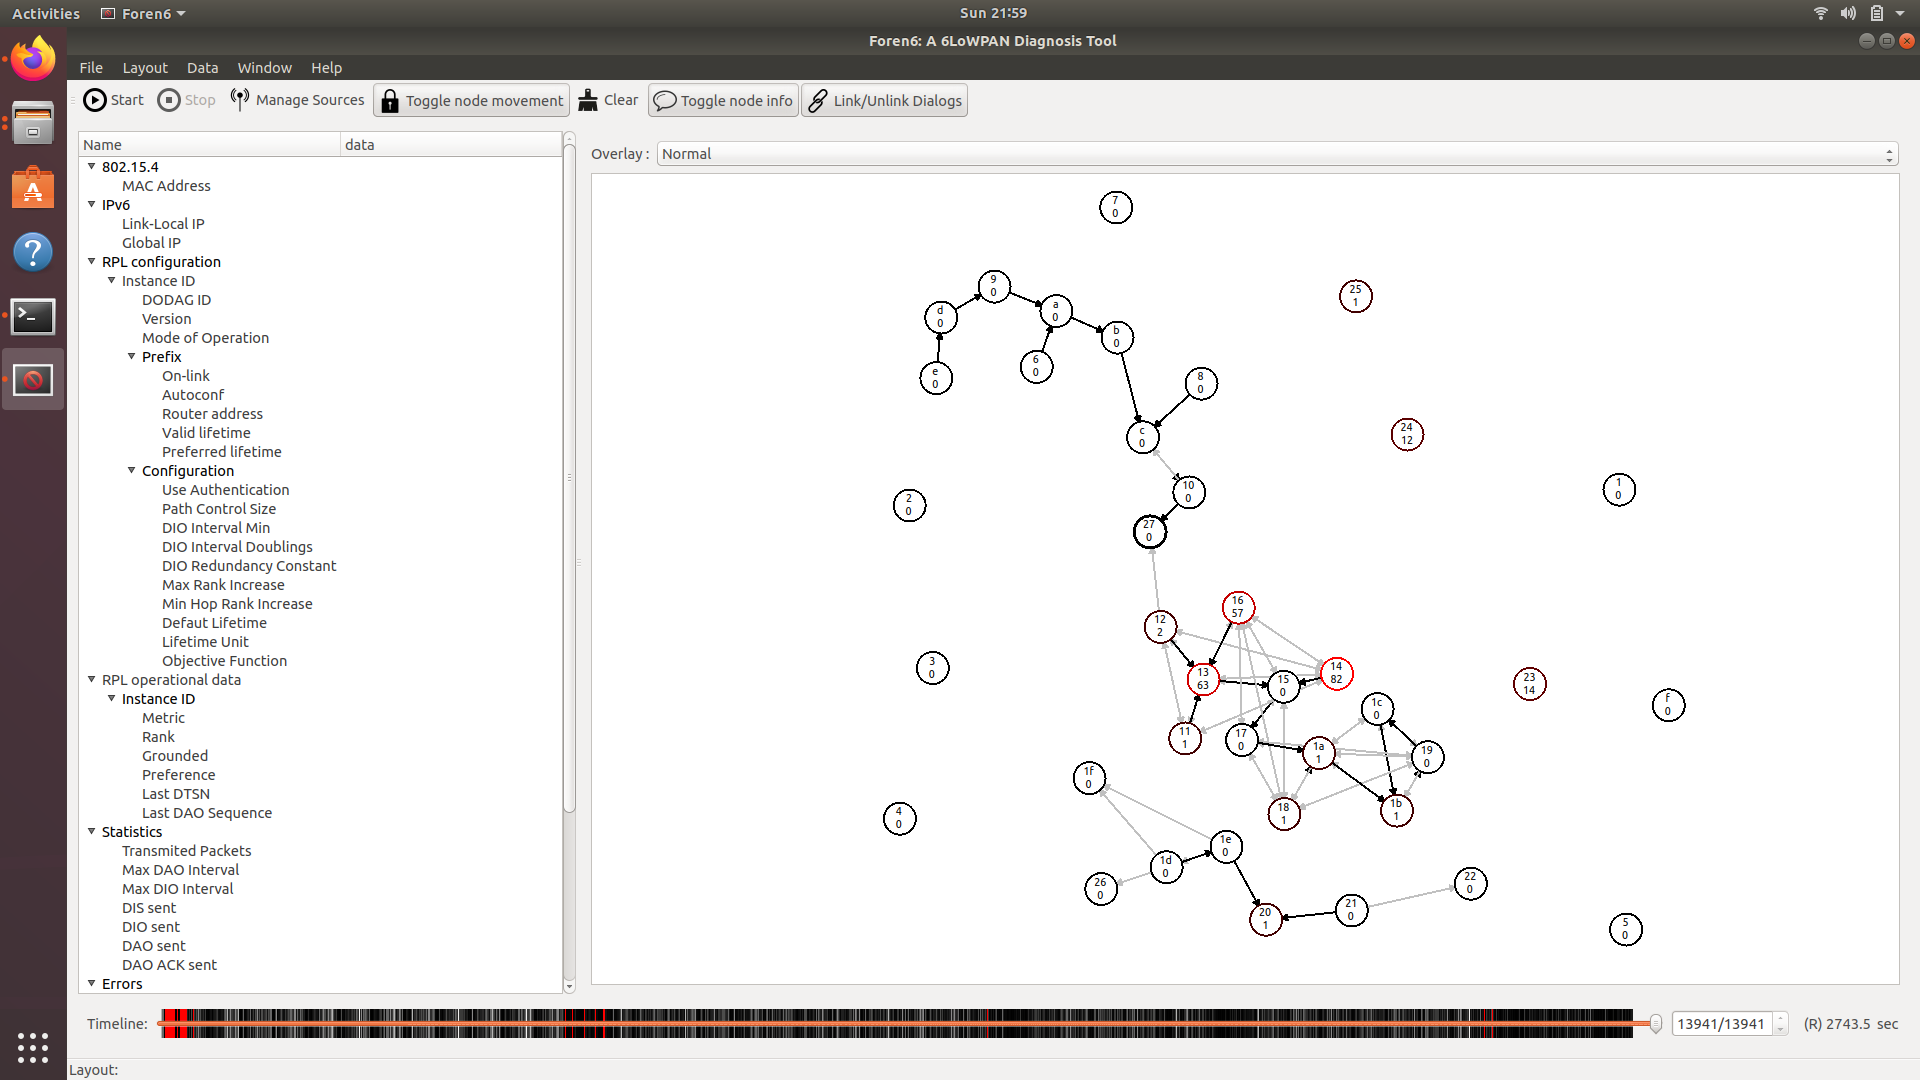 Activities
Foren6
Sun 21:59
Foren6: A 6LoWPAN Diagnosis Tool
File Layout Data Window Help
Start Stop Manage Sources Toggle node movement Clear Toggle node info Link/Unlink Dialogs
Name data
802.15.4
MAC Address
IPv6
Link-Local IP
Global IP
RPL configuration
Instance ID
DODAG ID
Version
Mode of Operation
Prefix
On-link
Autoconf
Router address
Valid lifetime
Preferred lifetime
Configuration
Use Authentication
Path Control Size
DIO Interval Min
DIO Interval Doublings
DIO Redundancy Constant
Max Rank Increase
Min Hop Rank Increase
Defaut Lifetime
Lifetime Unit
Objective Function
RPL operational data
Instance ID
Metric
Rank
Grounded
Preference
Last DTSN
Last DAO Sequence
Statistics
Transmited Packets
Max DAO Interval
Max DIO Interval
DIS sent
DIO sent
DAO sent
DAO ACK sent
Errors
Overlay : Normal
7
0
9
0
25
1
a
0
d
0
b
0
6
0
e
0
8
0
24
12
c
0
10
0
1
0
2
0
27
0
16
57
12
2
3
0
14
82
13
63
15
0
23
14
f
0
1c
0
11
1
17
0
1a
1
19
0
1f
0
18
1
1b
1
4
0
1e
0
1d
0
26
0
22
0
21
0
20
1
5
0
Timeline: 13941/13941 (R) 2743.5 sec
Layout: